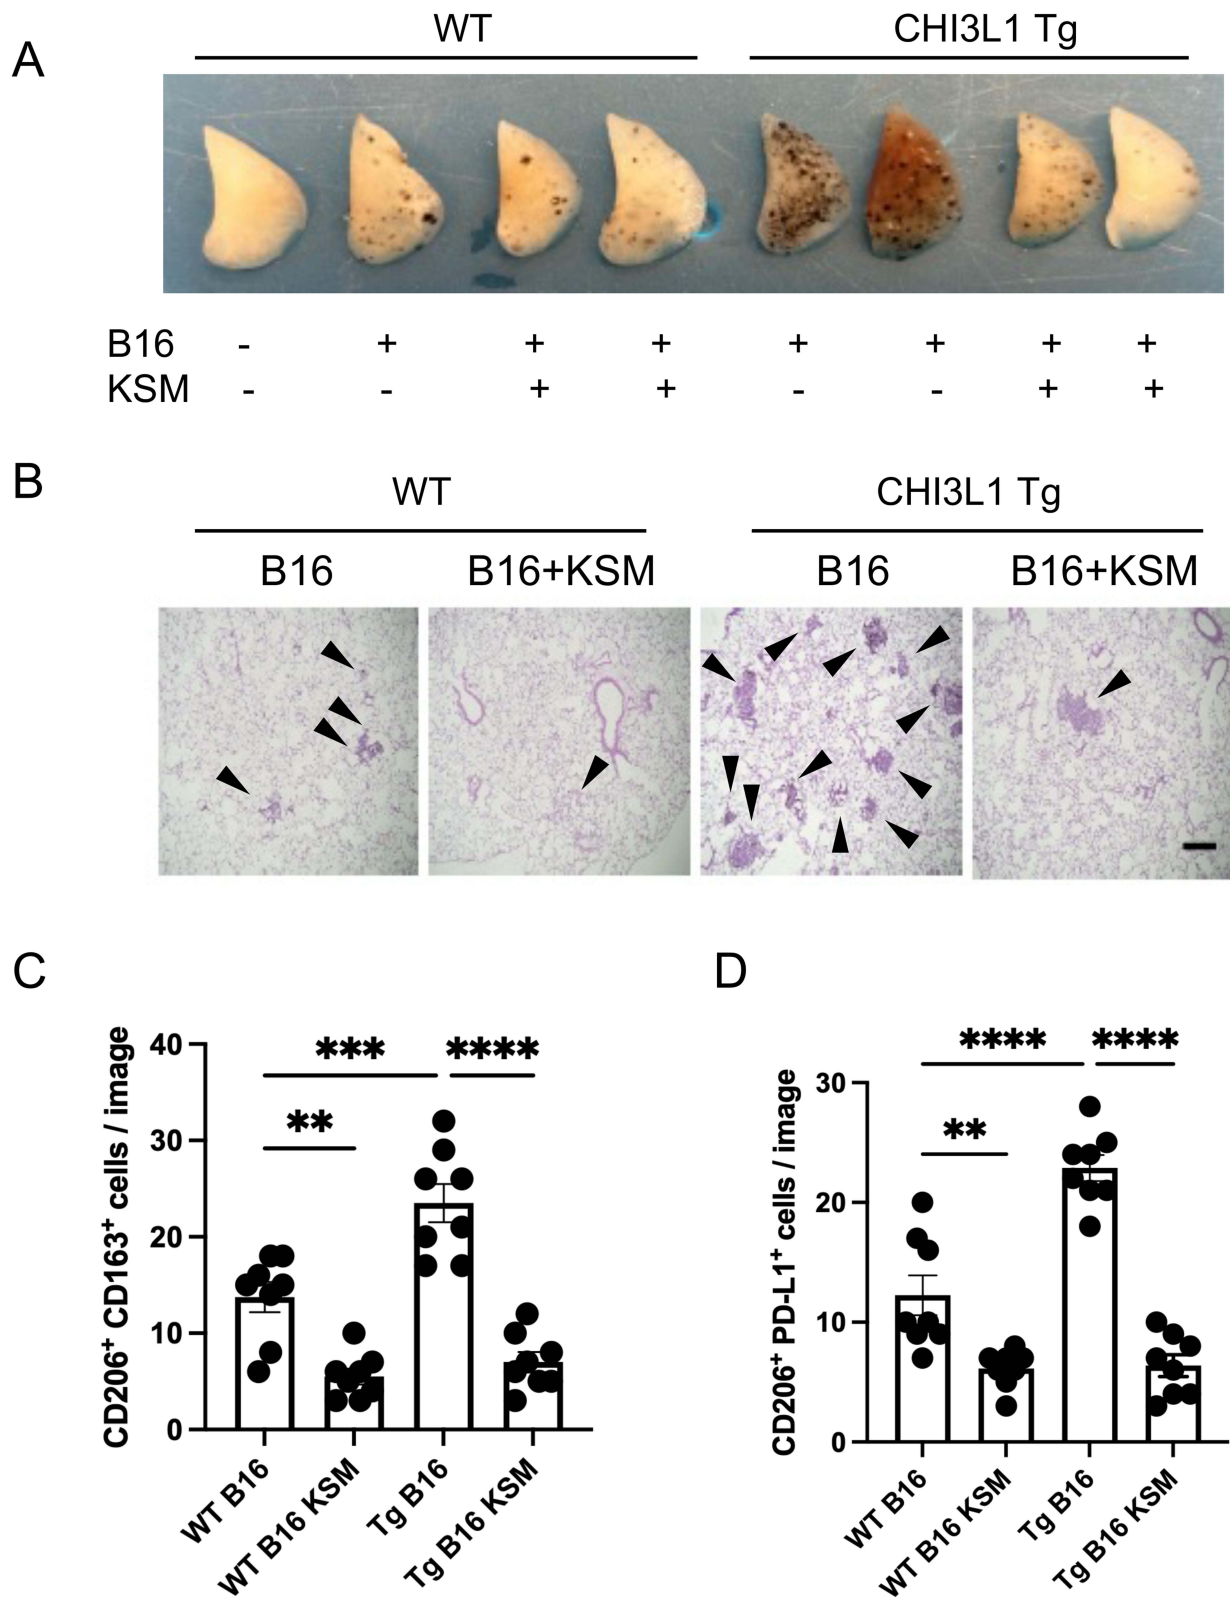 A
WT CHI3L1 Tg
B16 - + + + + + + +
KSM - - + + - - + +
B
WT CHI3L1 Tg
B16 B16+KSM B16 B16+KSM
C
CD206⁺ CD163⁺ cells / image
40
30
20
10
0
*** ****
**
WT B16
WT B16 KSM
Tg B16
Tg B16 KSM
D
CD206⁺ PD-L1⁺ cells / image
30
20
10
0
**** ****
**
WT B16
WT B16 KSM
Tg B16
Tg B16 KSM